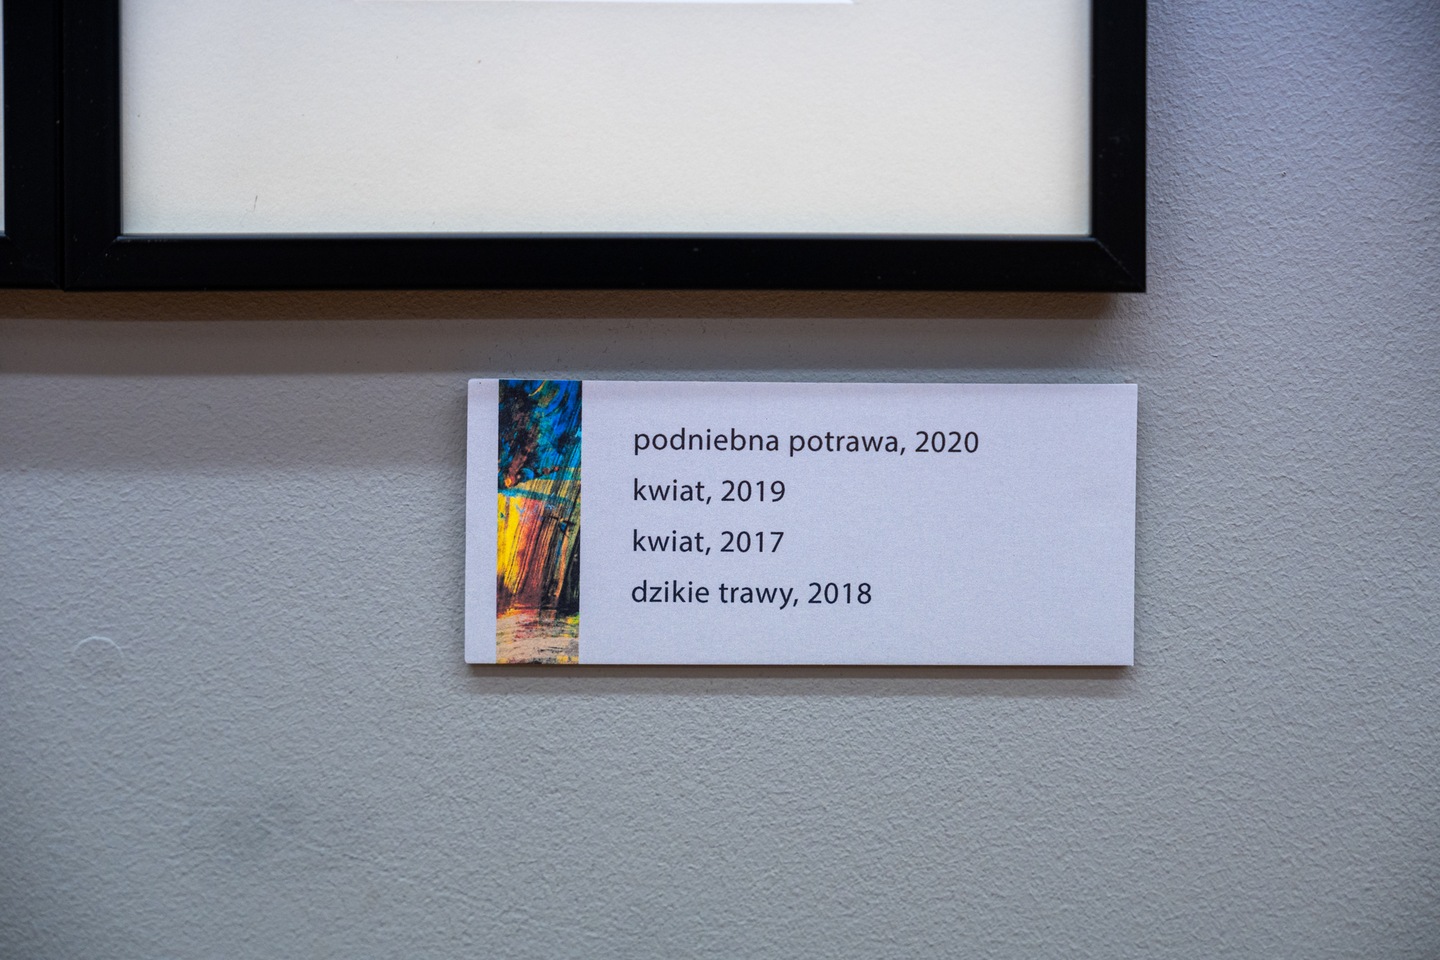 podniebna potrawa, 2020
kwiat, 2019
kwiat, 2017
dzikie trawy, 2018